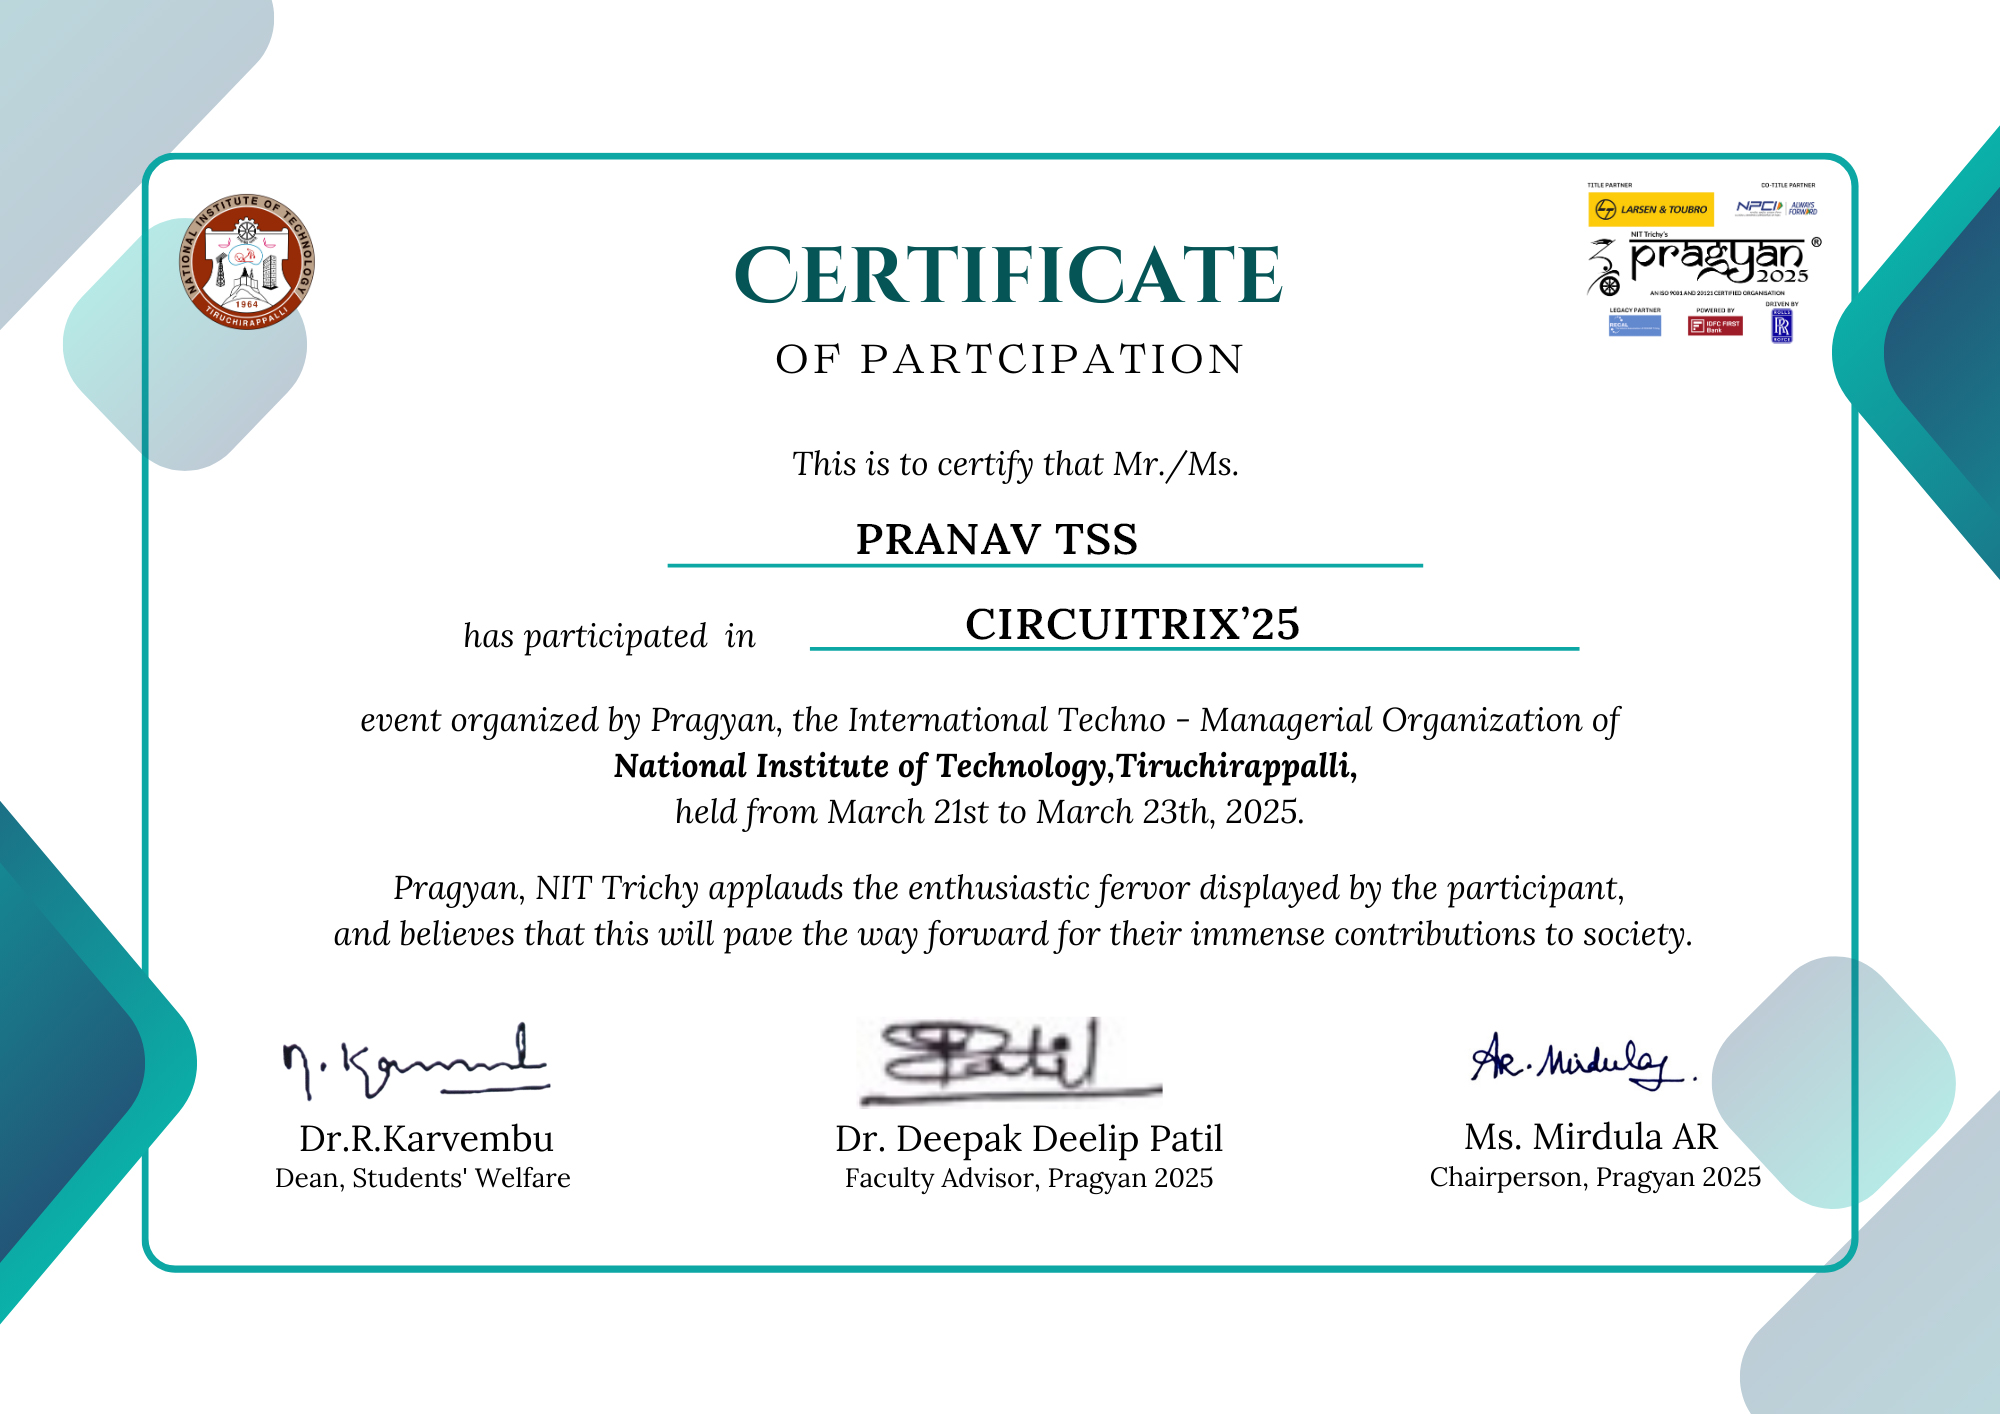 NATIONAL INSTITUTE OF TECHNOLOGY
1964
TIRUCHIRAPPALLI
TITLE PARTNER
CO-TITLE PARTNER
LARSEN & TOUBRO
NPCI
ALWAYS
FORWARD
NIT Trichy's
pragyan ®
2025
AN ISO 9001 AND 20121 CERTIFIED ORGANISATION
LEGACY PARTNER
POWERED BY
DRIVEN BY
RECAL
IDFC FIRST
Bank
ROLLS
RR
ROYCE
CERTIFICATE
OF PARTCIPATION
This is to certify that Mr./Ms.
PRANAV TSS
has participated in
CIRCUITRIX’25
event organized by Pragyan, the International Techno - Managerial Organization of
National Institute of Technology,Tiruchirappalli,
held from March 21st to March 23th, 2025.
Pragyan, NIT Trichy applauds the enthusiastic fervor displayed by the participant,
and believes that this will pave the way forward for their immense contributions to society.
Patil
AR. Mirdula
Dr.R.Karvembu
Dean, Students' Welfare
Dr. Deepak Deelip Patil
Faculty Advisor, Pragyan 2025
Ms. Mirdula AR
Chairperson, Pragyan 2025